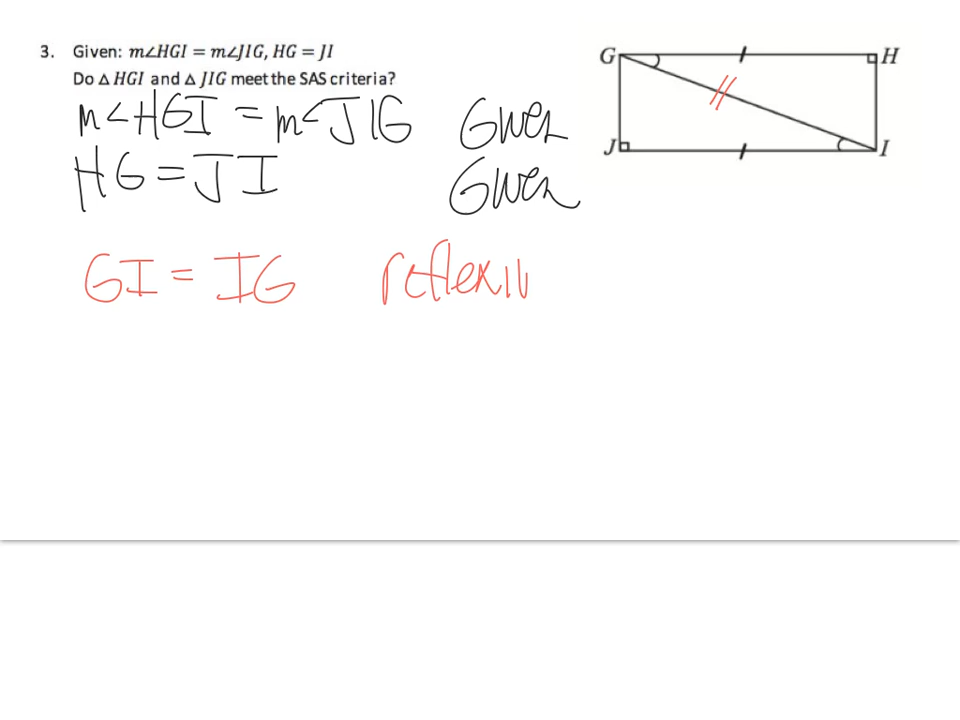 3. Given: m∠HGI = m∠JIG, HG = JI
Do △ HGI and △ JIG meet the SAS criteria?
m∠HGI = m∠JIG Given
HG = JI Given
GI = IG reflexiv
G H
J I